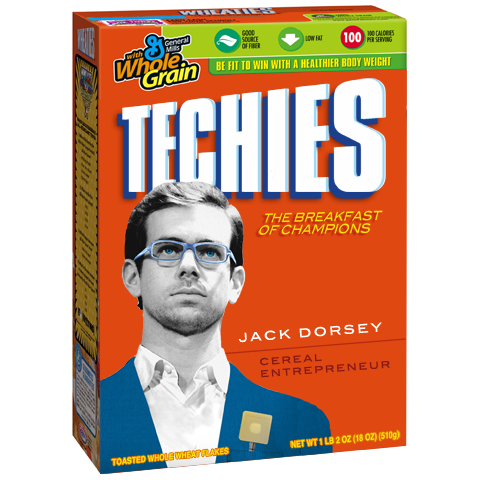 WHEATIES
with
General
Mills
Whole
Grain
GOOD
SOURCE
OF FIBER
LOW FAT
100
100 CALORIES
PER SERVING
BE FIT TO WIN WITH A HEALTHIER BODY WEIGHT
TECHIES
THE BREAKFAST
OF CHAMPIONS
JACK DORSEY
CEREAL
ENTREPRENEUR
TOASTED WHOLE WHEAT FLAKES
NET WT 1 LB 2 OZ (18 OZ) (510g)